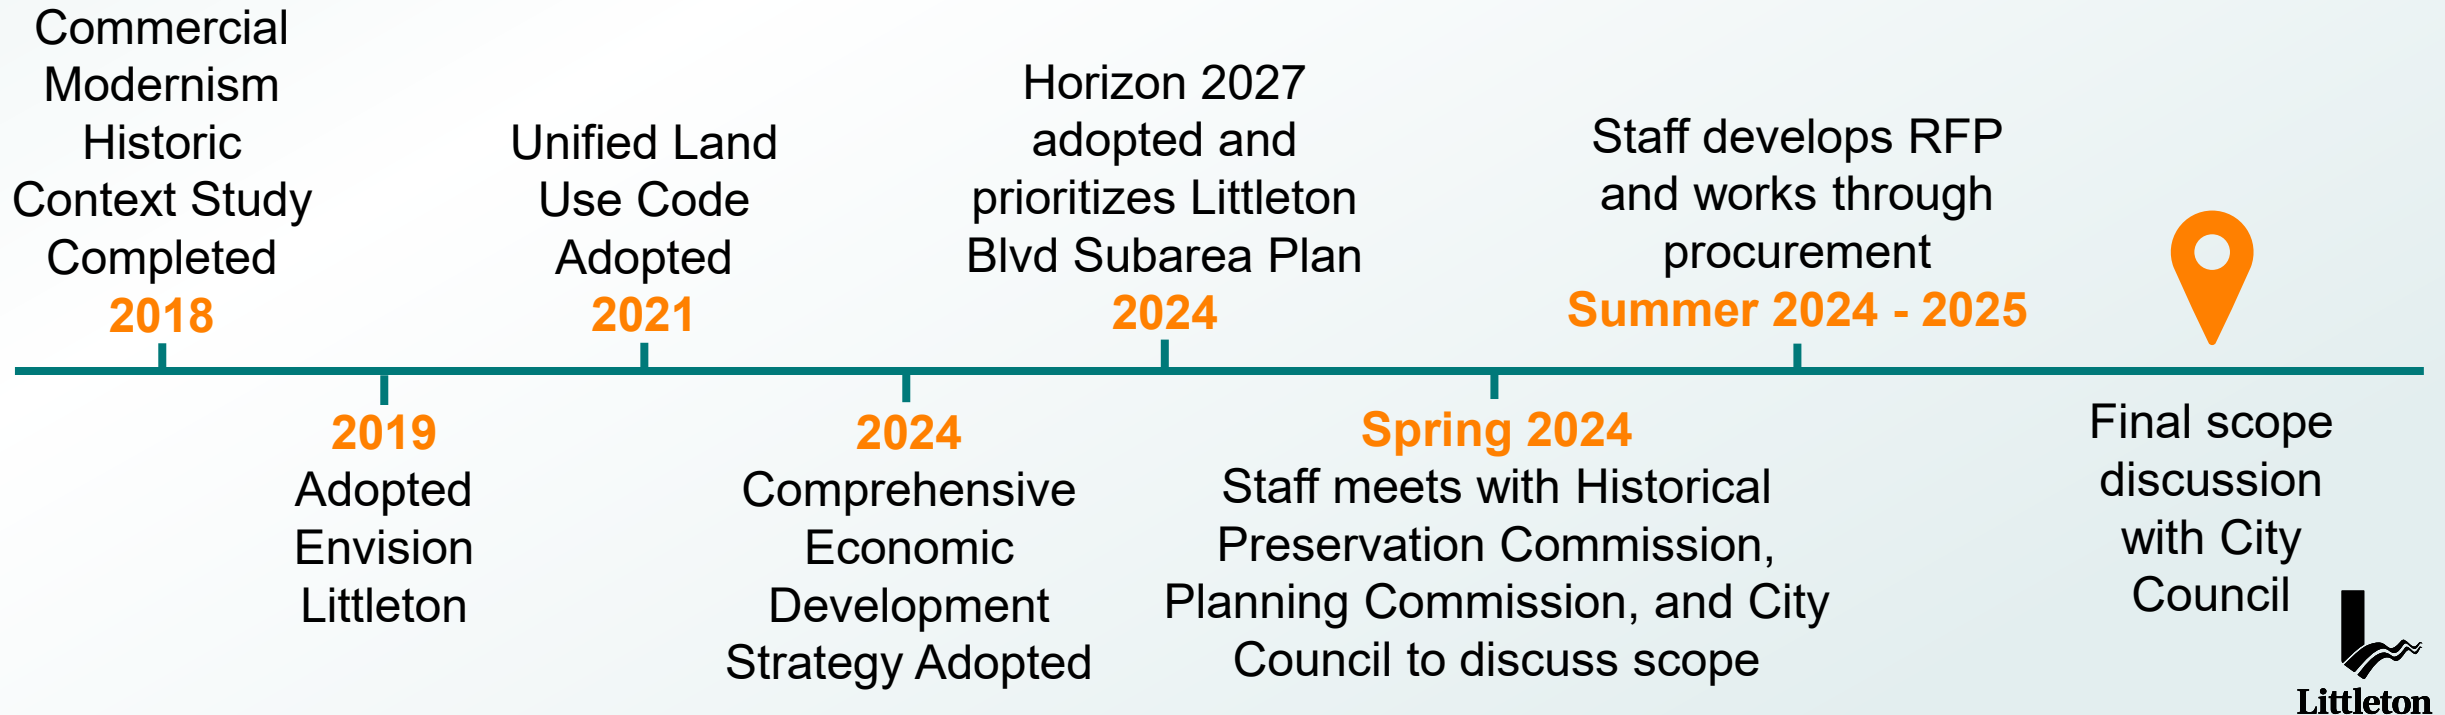 Commercial
Modernism
Historic
Context Study
Completed
2018
2019
Adopted
Envision
Littleton
Unified Land
Use Code
Adopted
2021
2024
Comprehensive
Economic
Development
Strategy Adopted
Horizon 2027
adopted and
prioritizes Littleton
Blvd Subarea Plan
2024
Spring 2024
Staff meets with Historical
Preservation Commission,
Planning Commission, and City
Council to discuss scope
Staff develops RFP
and works through
procurement
Summer 2024 - 2025
Final scope
discussion
with City
Council
Littleton